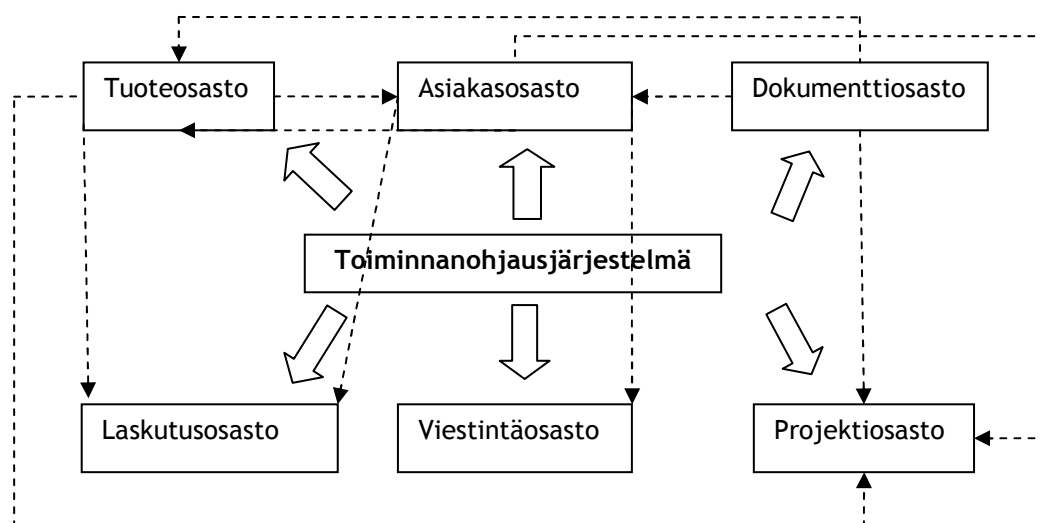 Tuoteosasto
Asiakasosasto
Dokumenttiosasto
Toiminnanohjausjärjestelmä
Laskutusosasto
Viestintäosasto
Projektiosasto